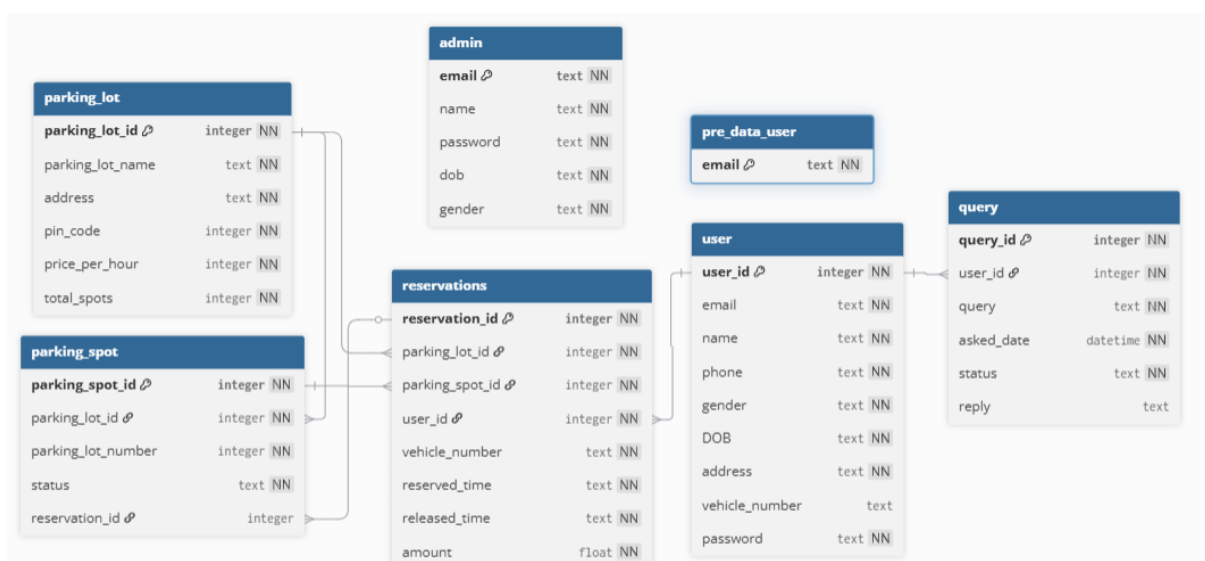 admin
email text NN
name text NN
password text NN
dob text NN
gender text NN
parking_lot
parking_lot_id integer NN
parking_lot_name text NN
address text NN
pin_code integer NN
price_per_hour integer NN
total_spots integer NN
pre_data_user
email text NN
query
query_id integer NN
user_id integer NN
query text NN
asked_date datetime NN
status text NN
reply text
user
user_id integer NN
email text NN
name text NN
phone text NN
gender text NN
DOB text NN
address text NN
vehicle_number text
password text NN
reservations
reservation_id integer NN
parking_lot_id integer NN
parking_spot_id integer NN
user_id integer NN
vehicle_number text NN
reserved_time text NN
released_time text NN
amount float NN
parking_spot
parking_spot_id integer NN
parking_lot_id integer NN
parking_lot_number integer NN
status text NN
reservation_id integer